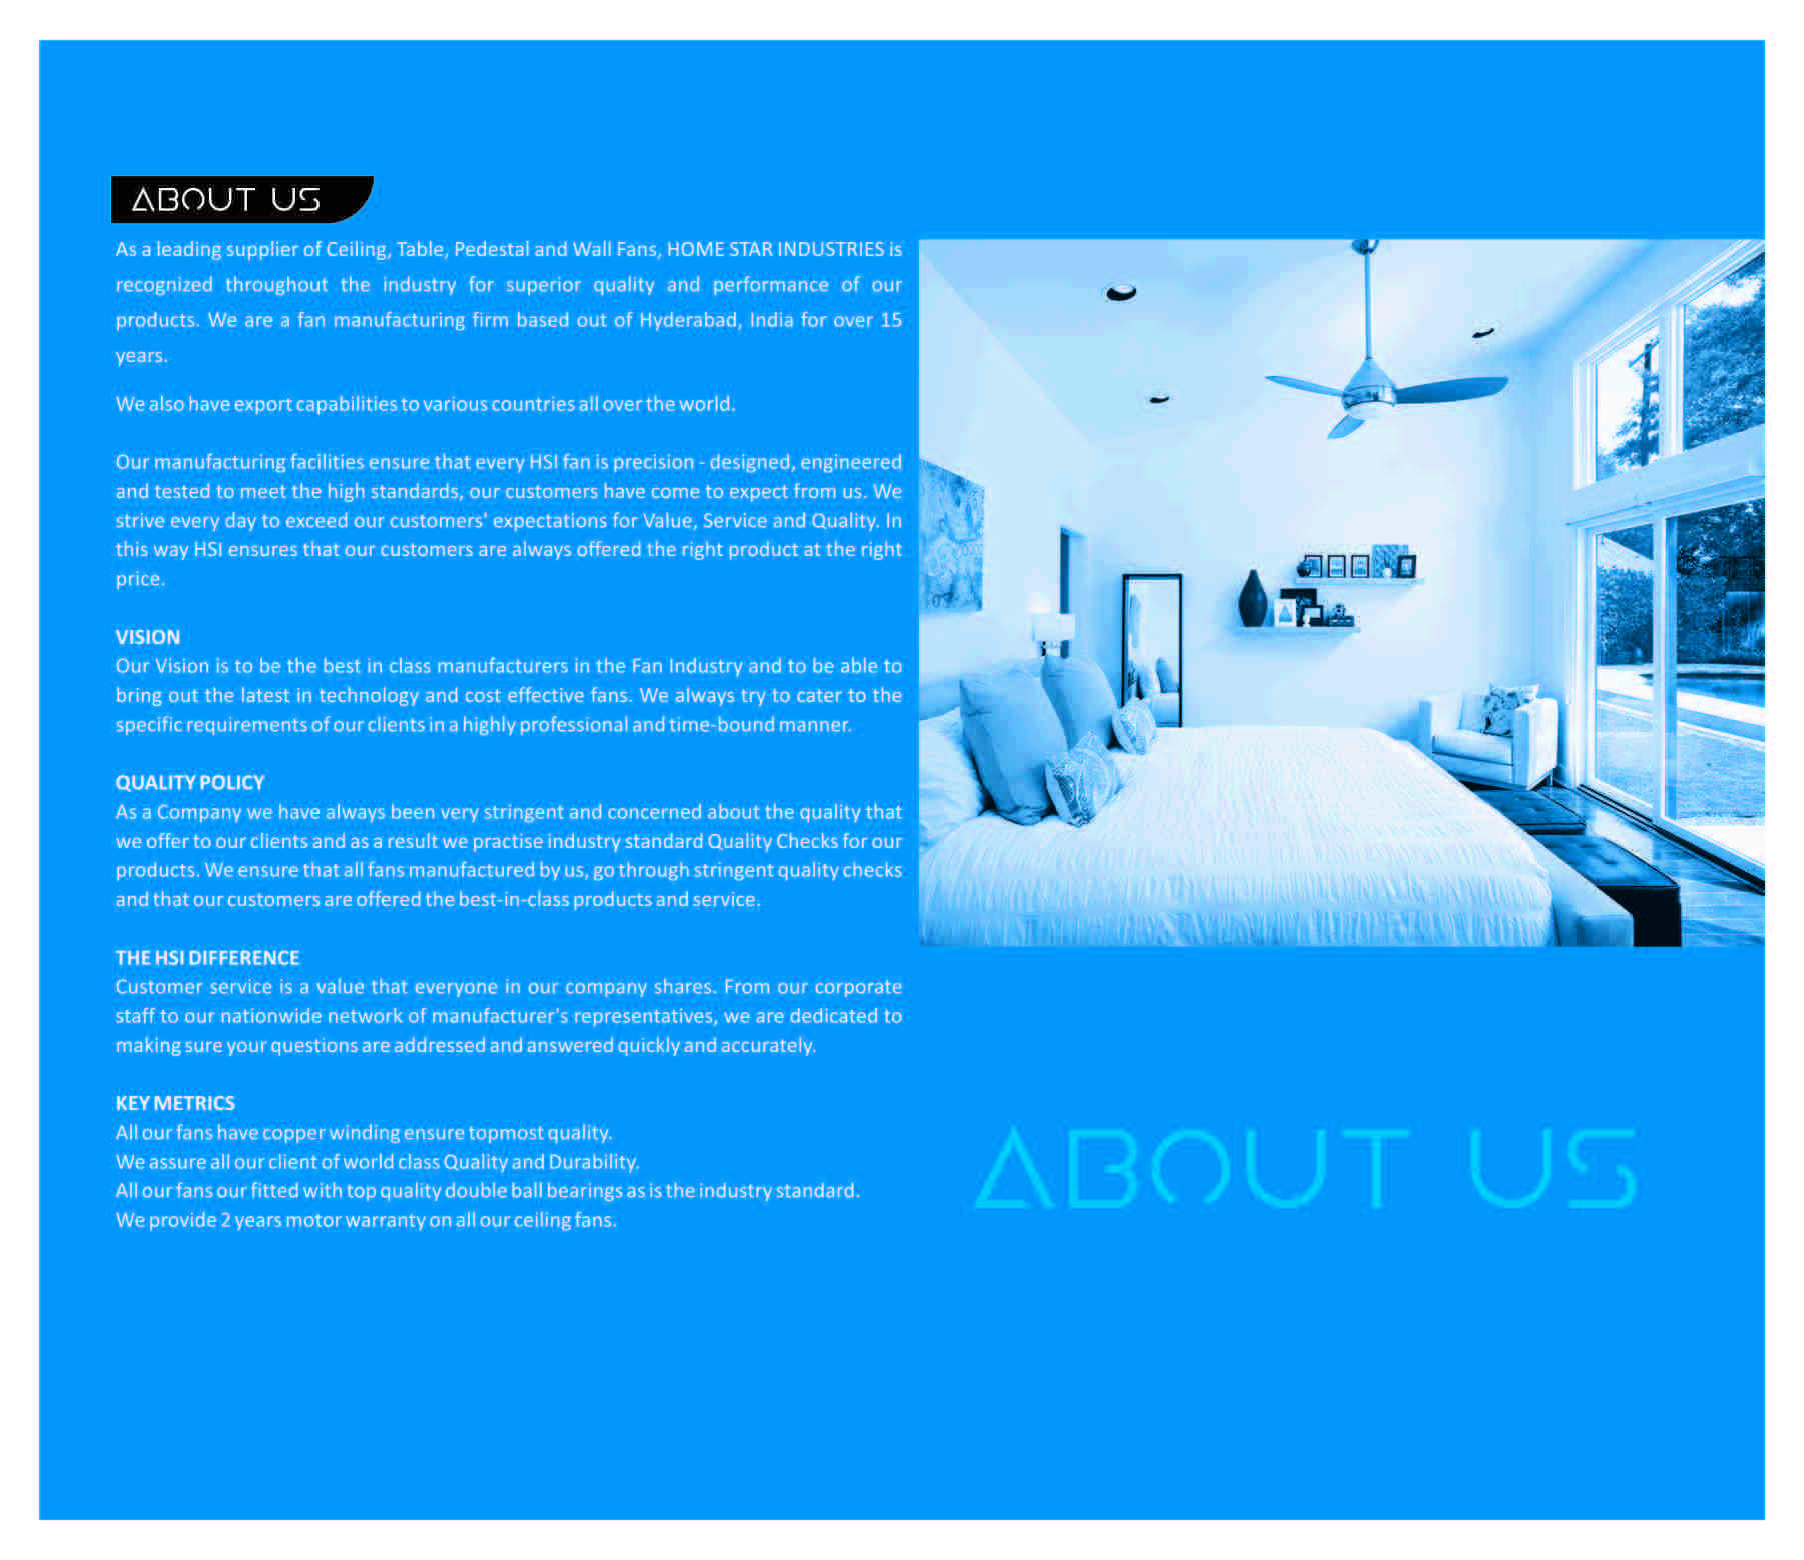 ABOUT US
As a leading supplier of Ceiling, Table, Pedestal and Wall Fans, HOME STAR INDUSTRIES is
recognized throughout the industry for superior quality and performance of our
products. We are a fan manufacturing firm based out of Hyderabad, India for over 15
years.
We also have export capabilities to various countries all over the world.
Our manufacturing facilities ensure that every HSI fan is precision - designed, engineered
and tested to meet the high standards, our customers have come to expect from us. We
strive every day to exceed our customers' expectations for Value, Service and Quality. In
this way HSI ensures that our customers are always offered the right product at the right
price.
VISION
Our Vision is to be the best in class manufacturers in the Fan Industry and to be able to
bring out the latest in technology and cost effective fans. We always try to cater to the
specific requirements of our clients in a highly professional and time-bound manner.
QUALITY POLICY
As a Company we have always been very stringent and concerned about the quality that
we offer to our clients and as a result we practise industry standard Quality Checks for our
products. We ensure that all fans manufactured by us, go through stringent quality checks
and that our customers are offered the best-in-class products and service.
THE HSI DIFFERENCE
Customer service is a value that everyone in our company shares. From our corporate
staff to our nationwide network of manufacturer's representatives, we are dedicated to
making sure your questions are addressed and answered quickly and accurately.
KEY METRICS
All our fans have copper winding ensure topmost quality.
We assure all our client of world class Quality and Durability.
All our fans our fitted with top quality double ball bearings as is the industry standard.
We provide 2 years motor warranty on all our ceiling fans.
ABOUT US